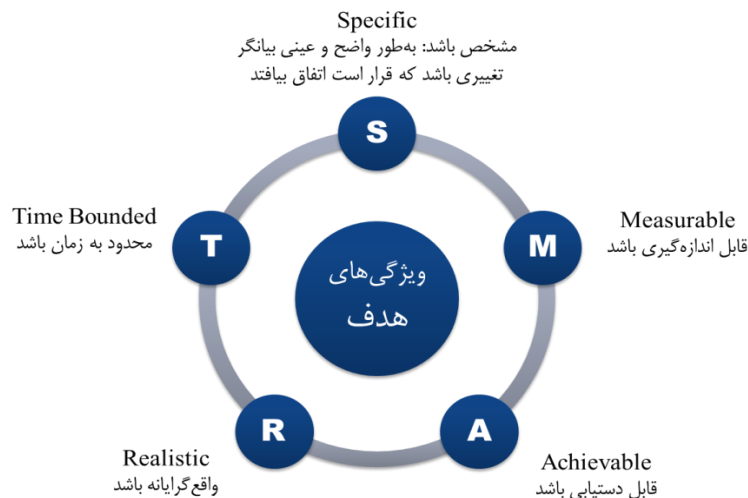 Specific
مشخص باشد: به‌طور واضح و عینی بیانگر
تغییری باشد که قرار است اتفاق بیافتد
S
Measurable
قابل اندازه‌گیری باشد
M
Achievable
قابل دستیابی باشد
A
Realistic
واقع‌گرایانه باشد
R
Time Bounded
محدود به زمان باشد
T
ویژگی‌های
هدف